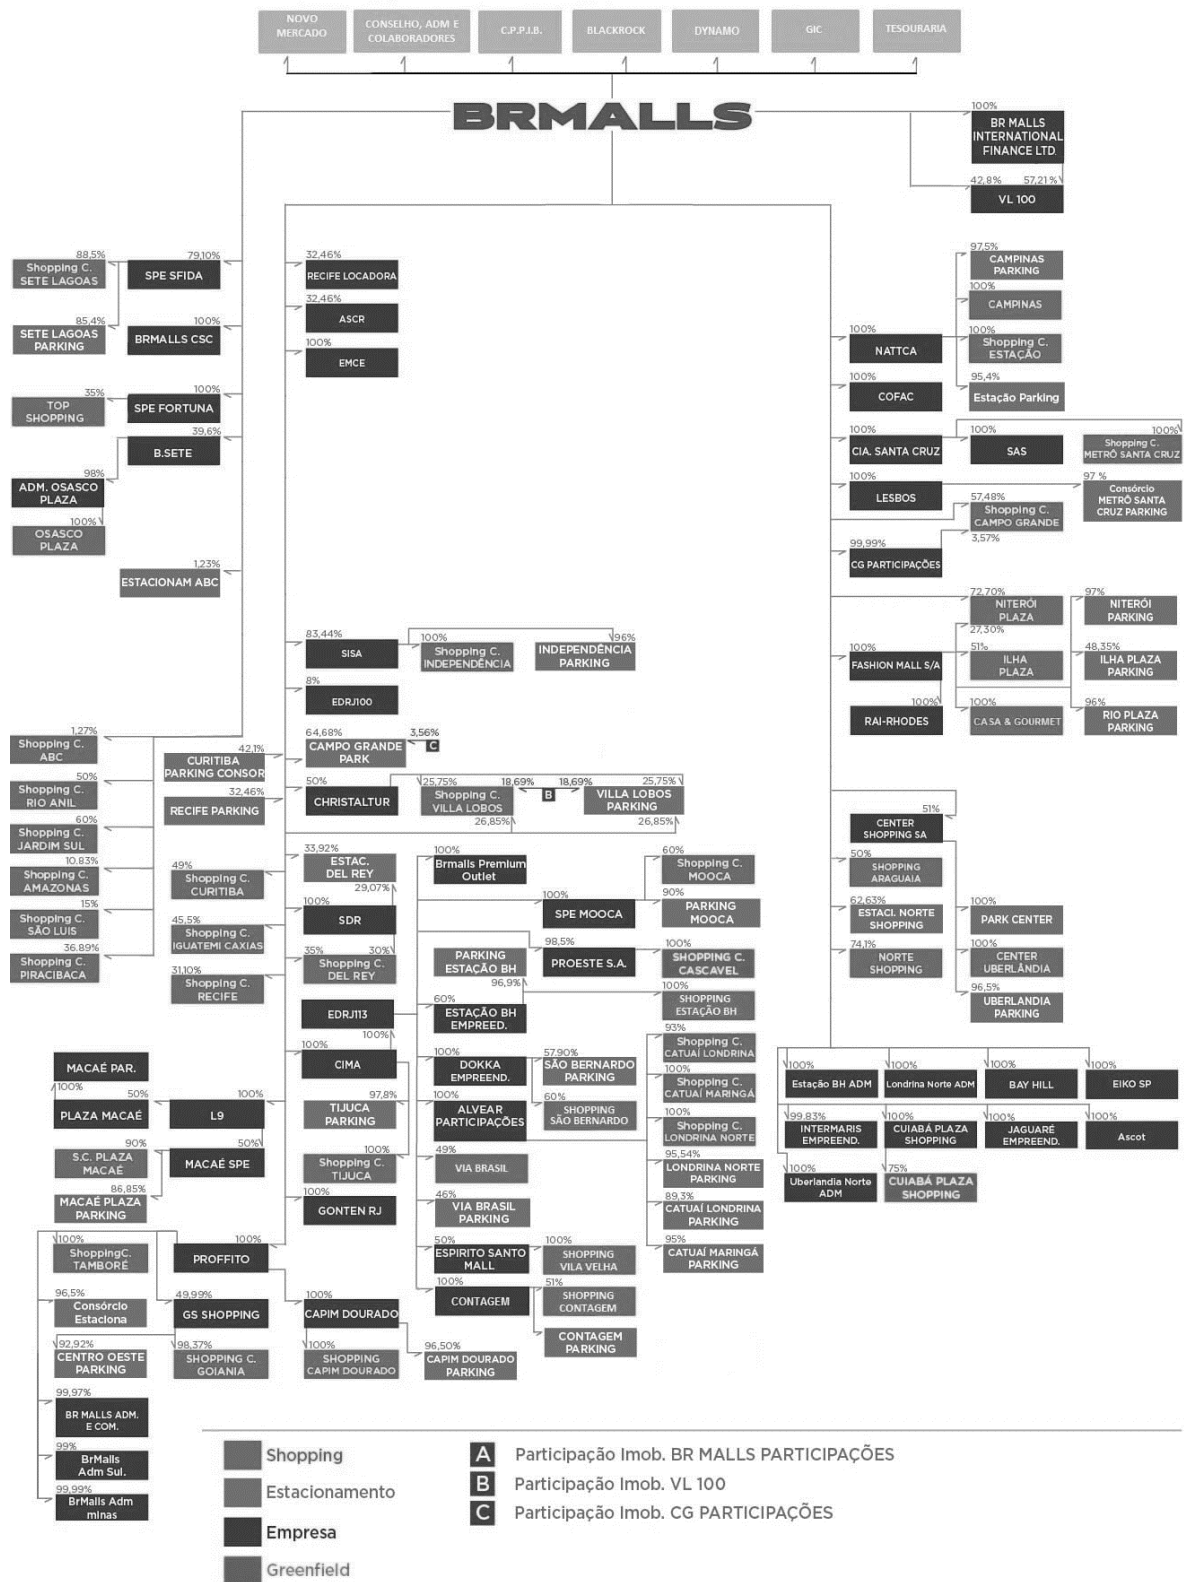 NOVO
MERCADO
CONSELHO, ADM E
COLABORADORES
C.P.P.I.B.
BLACKROCK
DYNAMO
GIC
TESOURARIA
BRMALLS
100%
BR MALLS
INTERNATIONAL
FINANCE LTD.
42,8% 57,21 %
VL 100
88,5%
Shopping C.
SETE LAGOAS
79,10%
SPE SFIDA
85,4%
SETE LAGOAS
PARKING
100%
BRMALLS CSC
35%
TOP
SHOPPING
100%
SPE FORTUNA
39,6%
B.SETE
98%
ADM. OSASCO
PLAZA
100%
OSASCO
PLAZA
1,23%
ESTACIONAM ABC
32,46%
RECIFE LOCADORA
32,46%
ASCR
100%
EMCE
97,5%
CAMPINAS
PARKING
100%
CAMPINAS
100%
NATTCA
100%
Shopping C.
ESTAÇÃO
100%
COFAC
95,4%
Estação Parking
100%
CIA. SANTA CRUZ
100%
SAS
100%
Shopping C.
METRÔ SANTA CRUZ
100%
LESBOS
97 %
Consórcio
METRÔ SANTA
CRUZ PARKING
57,48%
Shopping C.
CAMPO GRANDE
3,57%
99,99%
CG PARTICIPAÇÕES
72,70%
NITERÓI
PLAZA
27,30%
97%
NITERÓI
PARKING
100%
FASHION MALL S/A
51%
ILHA
PLAZA
48,35%
ILHA PLAZA
PARKING
100%
RAI-RHODES
100%
CASA & GOURMET
96%
RIO PLAZA
PARKING
83,44%
SISA
100%
Shopping C.
INDEPENDÊNCIA
96%
INDEPENDÊNCIA
PARKING
8%
EDRJ100
1,27%
Shopping C.
ABC
42,1%
CURITIBA
PARKING CONSOR
64,68%
CAMPO GRANDE
PARK
3,56%
C
50%
Shopping C.
RIO ANIL
32,46%
RECIFE PARKING
50%
CHRISTALTUR
25,75%
Shopping C.
VILLA LOBOS
26,85%
18,69% 18,69%
B
25,75%
VILLA LOBOS
PARKING
26,85%
60%
Shopping C.
JARDIM SUL
10,83%
Shopping C.
AMAZONAS
15%
Shopping C.
SÃO LUIS
36.89%
Shopping C.
PIRACIBACA
49%
Shopping C.
CURITIBA
45,5%
Shopping C.
IGUATEMI CAXIAS
31,10%
Shopping C.
RECIFE
33,92%
ESTAC.
DEL REY
29,07%
100%
SDR
35% 30%
Shopping C.
DEL REY
EDRJ113
100%
100%
CIMA
97,8%
TIJUCA
PARKING
100%
Shopping C.
TIJUCA
100%
GONTEN RJ
100%
Brmalls Premium
Outlet
60%
Shopping C.
MOOCA
100%
SPE MOOCA
90%
PARKING
MOOCA
PARKING
ESTAÇÃO BH
96,9%
98,5%
PROESTE S.A.
100%
SHOPPING C.
CASCAVEL
60%
ESTAÇÃO BH
EMPREED.
100%
SHOPPING
ESTAÇÃO BH
100%
DOKKA
EMPREEND.
57.90%
SÃO BERNARDO
PARKING
60%
SHOPPING
SÃO BERNARDO
93%
Shopping C.
CATUAÍ LONDRINA
100%
Shopping C.
CATUAÍ MARINGÁ
100%
ALVEAR
PARTICIPAÇÕES
100%
Shopping C.
LONDRINA NORTE
49%
VIA BRASIL
95,54%
LONDRINA NORTE
PARKING
46%
VIA BRASIL
PARKING
89,3%
CATUAÍ LONDRINA
PARKING
50%
ESPIRITO SANTO
MALL
100%
SHOPPING
VILA VELHA
95%
CATUAÍ MARINGÁ
PARKING
100%
CONTAGEM
51%
SHOPPING
CONTAGEM
CONTAGEM
PARKING
51%
CENTER
SHOPPING SA
50%
SHOPPING
ARAGUAIA
62,63%
ESTACI. NORTE
SHOPPING
100%
PARK CENTER
74,1%
NORTE
SHOPPING
100%
CENTER
UBERLÂNDIA
96,5%
UBERLANDIA
PARKING
100%
Estação BH ADM
100%
Londrina Norte ADM
100%
BAY HILL
100%
EIKO SP
99,83%
INTERMARIS
EMPREEND.
100%
CUIABÁ PLAZA
SHOPPING
100%
JAGUARÉ
EMPREEND.
100%
Ascot
100%
Uberlandia Norte
ADM
75%
CUIABÁ PLAZA
SHOPPING
MACAÉ PAR.
100%
PLAZA MACAÉ
50%
L9
100%
90%
S.C. PLAZA
MACAÉ
50%
MACAÉ SPE
86,85%
MACAÉ PLAZA
PARKING
100%
ShoppingC.
TAMBORÉ
100%
PROFFITO
96,5%
Consórcio
Estaciona
49,99%
GS SHOPPING
100%
CAPIM DOURADO
92,92%
CENTRO OESTE
PARKING
98,37%
SHOPPING C.
GOIANIA
100%
SHOPPING
CAPIM DOURADO
96,50%
CAPIM DOURADO
PARKING
99,97%
BR MALLS ADM.
E COM.
99%
BrMalls
Adm Sul.
99,99%
BrMalls Adm
minas
Shopping
Estacionamento
Empresa
Greenfield
A Participação Imob. BR MALLS PARTICIPAÇÕES
B Participação Imob. VL 100
C Participação Imob. CG PARTICIPAÇÕES